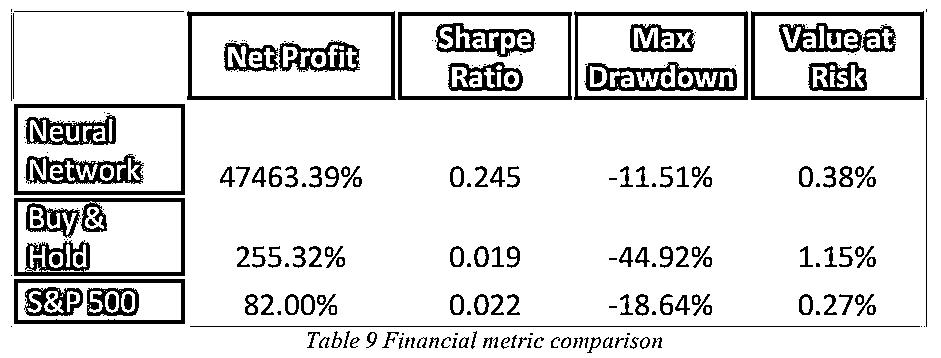 Net Profit Sharpe Ratio Max Drawdown Value at Risk
Neural Network 47463.39% 0.245 -11.51% 0.38%
Buy & Hold 255.32% 0.019 -44.92% 1.15%
S&P 500 82.00% 0.022 -18.64% 0.27%
Table 9 Financial metric comparison